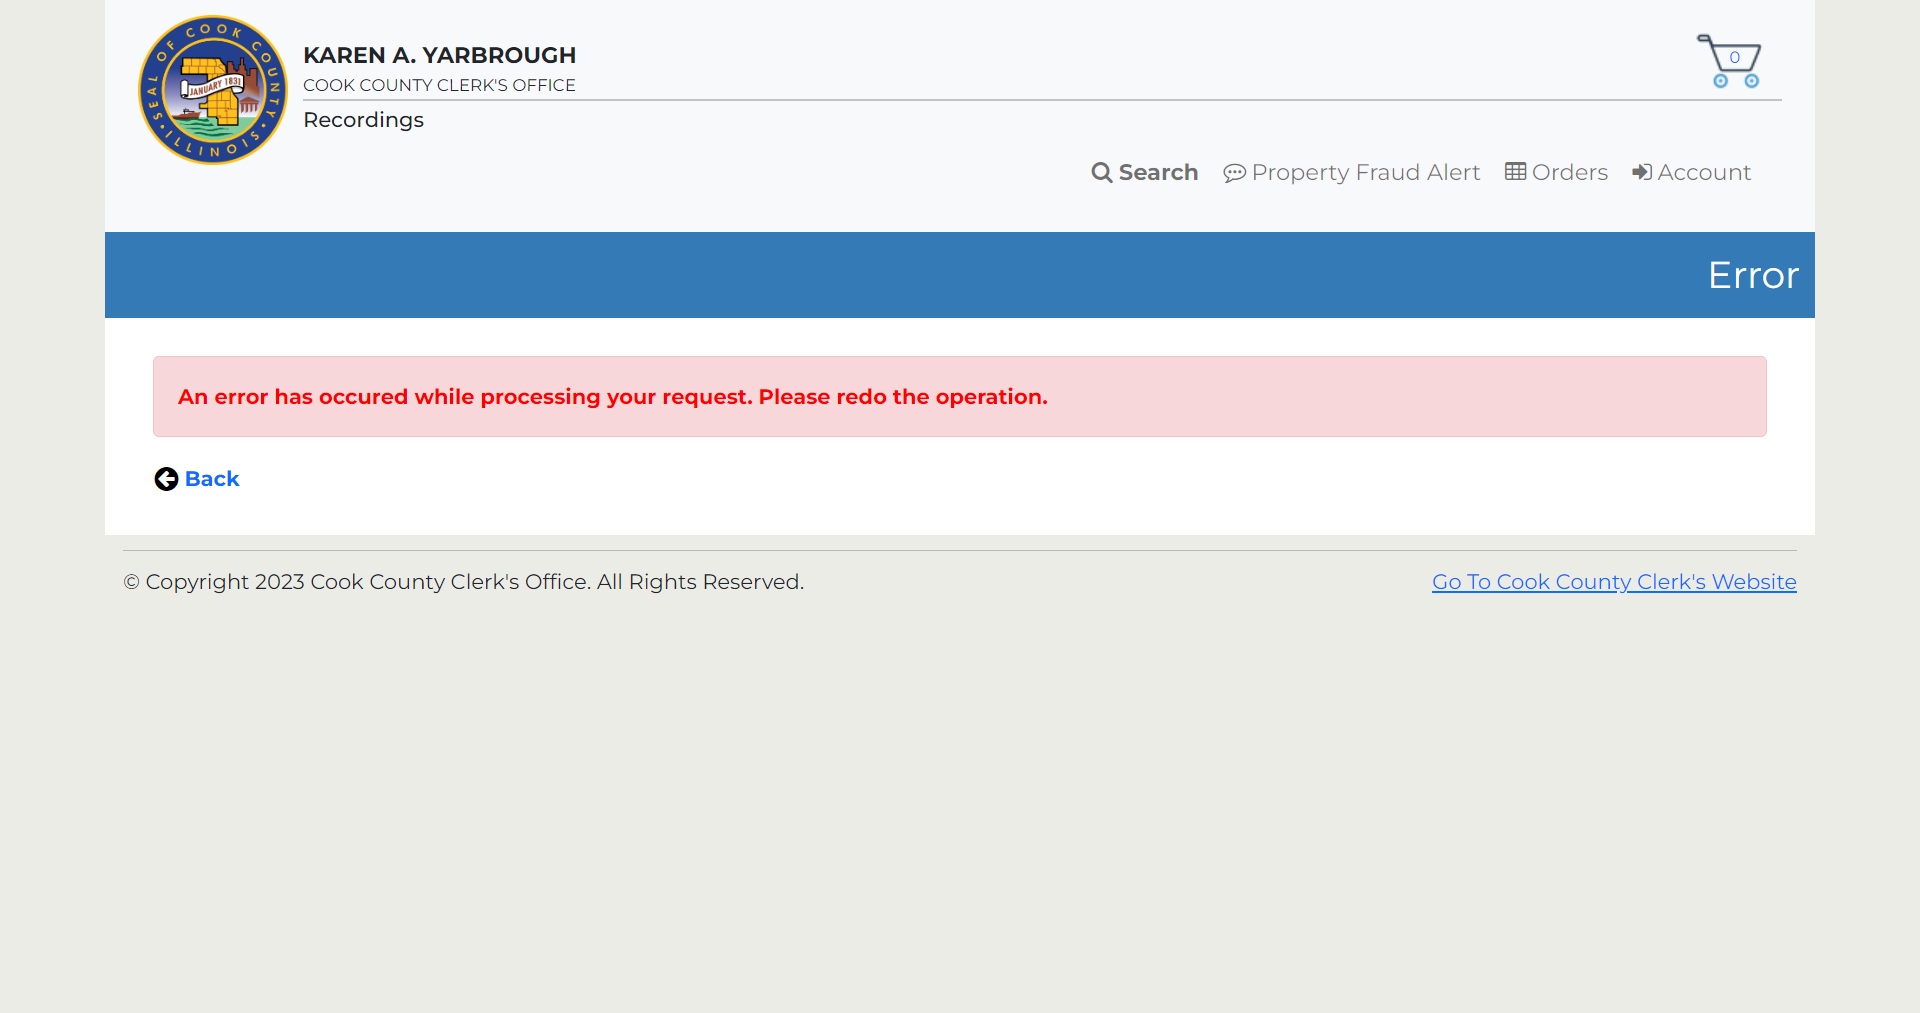 SEAL OF COOK COUNTY · ILLINOIS ·
JANUARY 1831
KAREN A. YARBROUGH
COOK COUNTY CLERK'S OFFICE
0
Recordings
Search Property Fraud Alert Orders Account
Error
An error has occured while processing your request. Please redo the operation.
Back
© Copyright 2023 Cook County Clerk's Office. All Rights Reserved. Go To Cook County Clerk's Website